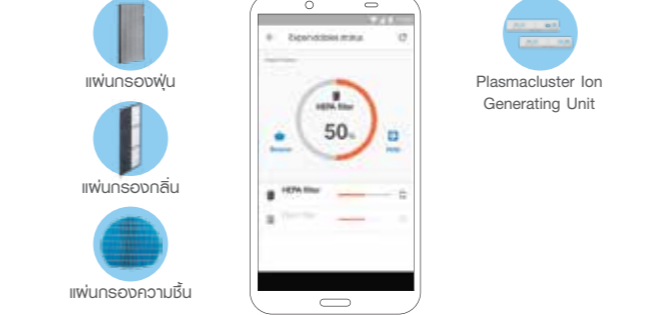 แผ่นกรองฝุ่น
แผ่นกรองกลิ่น
แผ่นกรองความชื้น
Expendables status
HEPA filter
50%
Help
HEPA filter
Plasmacluster Ion
Generating Unit